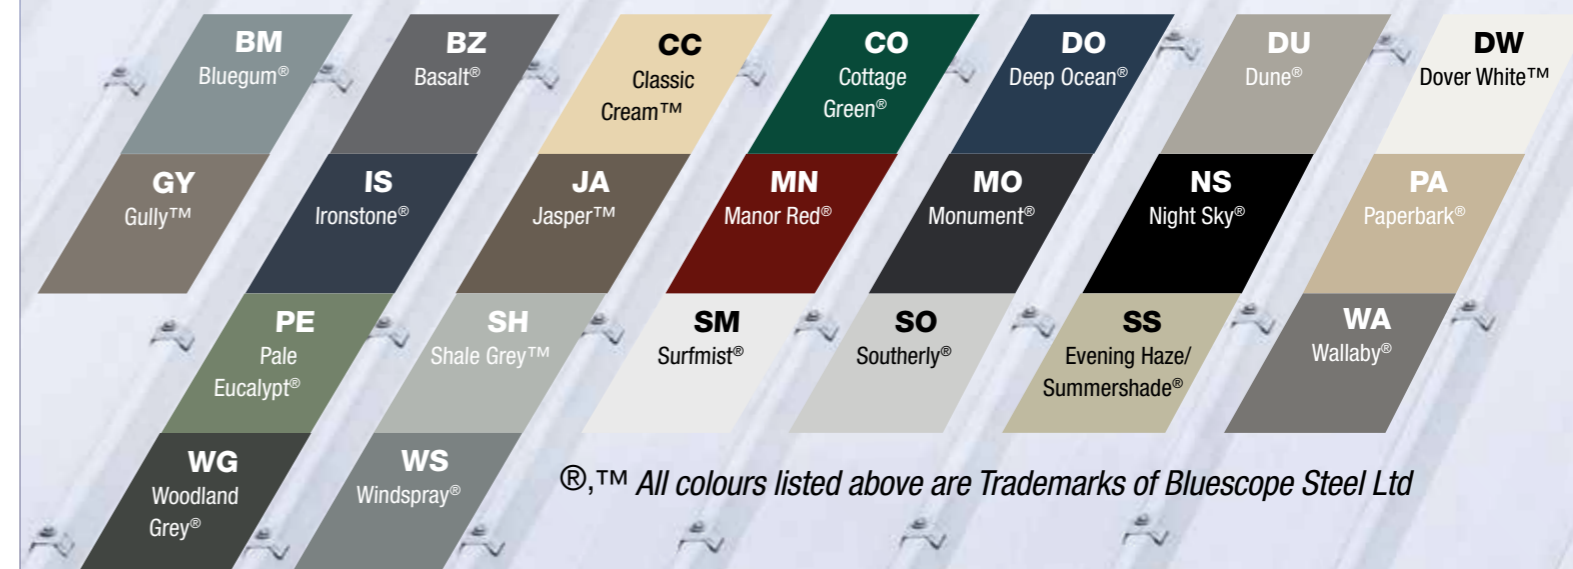 BM
Bluegum®
BZ
Basalt®
CC
Classic
Cream™
CO
Cottage
Green®
DO
Deep Ocean®
DU
Dune®
DW
Dover White™
GY
Gully™
IS
Ironstone®
JA
Jasper™
MN
Manor Red®
MO
Monument®
NS
Night Sky®
PA
Paperbark®
PE
Pale
Eucalypt®
SH
Shale Grey™
SM
Surfmist®
SO
Southerly®
SS
Evening Haze/
Summershade®
WA
Wallaby®
WG
Woodland
Grey®
WS
Windspray®
®,™ All colours listed above are Trademarks of Bluescope Steel Ltd